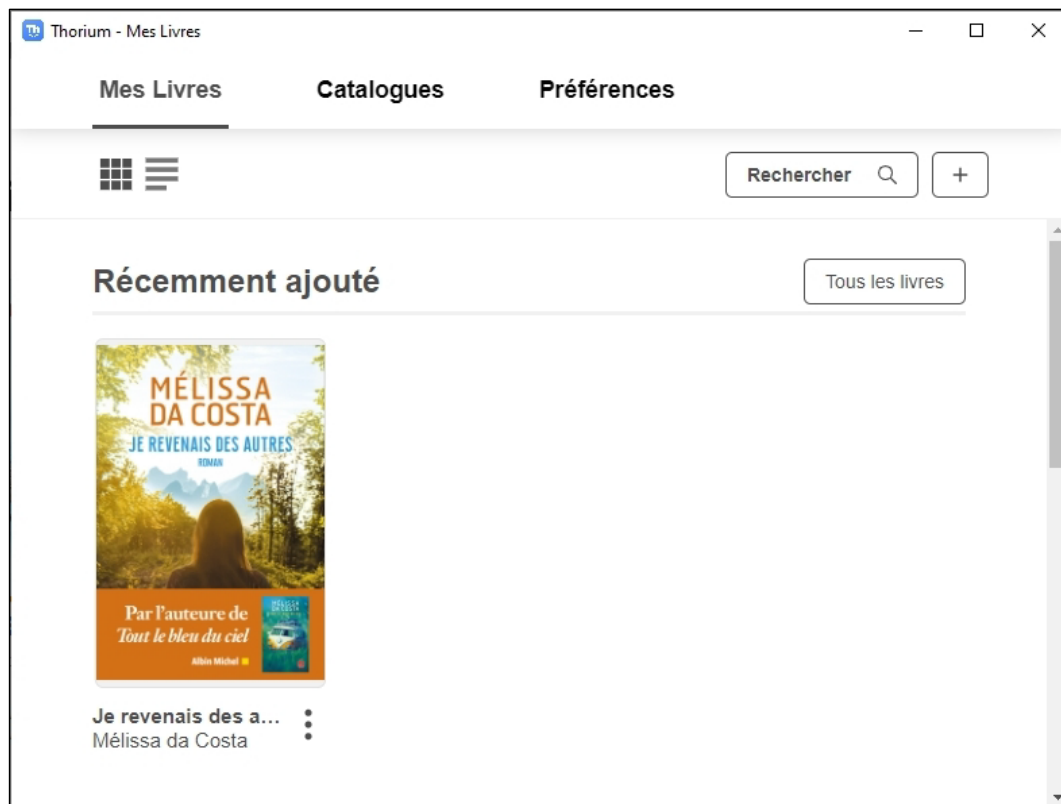 Thorium - Mes Livres
Mes Livres Catalogues Préférences
Rechercher
Récemment ajouté Tous les livres
MÉLISSA
DA COSTA
JE REVENAIS DES AUTRES
ROMAN
Par l'auteure de
Tout le bleu du ciel
Albin Michel
Je revenais des a...
Mélissa da Costa